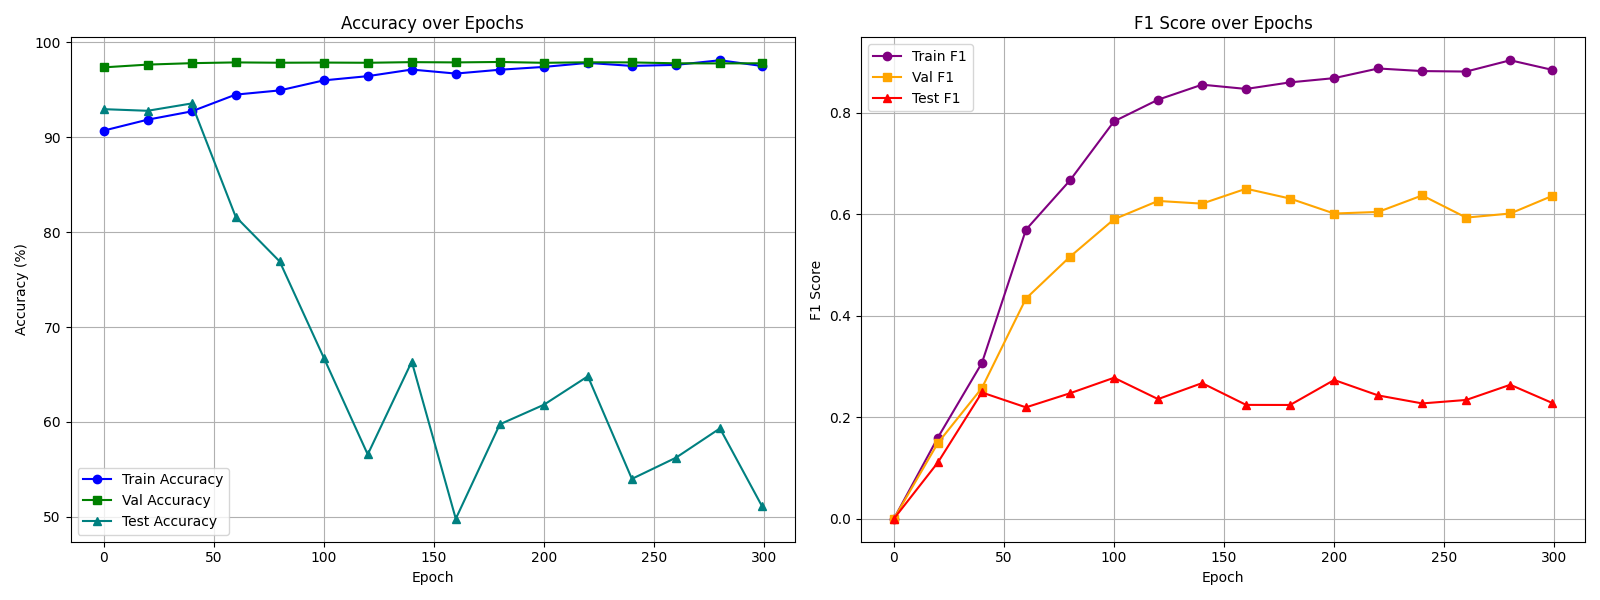 Accuracy over Epochs
100
90
80
70
60
50
Accuracy (%)
Train Accuracy
Val Accuracy
Test Accuracy
0
50
100
150
200
250
300
Epoch
F1 Score over Epochs
Train F1
Val F1
Test F1
0.8
0.6
0.4
0.2
0.0
F1 Score
0
50
100
150
200
250
300
Epoch